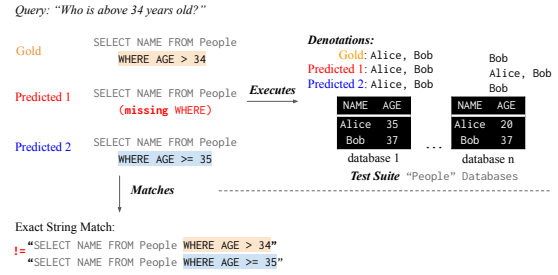 Query: “Who is above 34 years old?”
Gold
SELECT NAME FROM People
WHERE AGE > 34
Predicted 1
SELECT NAME FROM People
(missing WHERE)
Predicted 2
SELECT NAME FROM People
WHERE AGE >= 35
Executes
Matches
Denotations:
Gold: Alice, Bob
Bob
Predicted 1: Alice, Bob
Alice, Bob
Predicted 2: Alice, Bob
Bob
NAME AGE
Alice 35
Bob 37
database 1
...
NAME AGE
Alice 20
Bob 37
database n
Test Suite “People” Databases
Exact String Match:
“SELECT NAME FROM People WHERE AGE > 34”
!=
“SELECT NAME FROM People WHERE AGE >= 35”